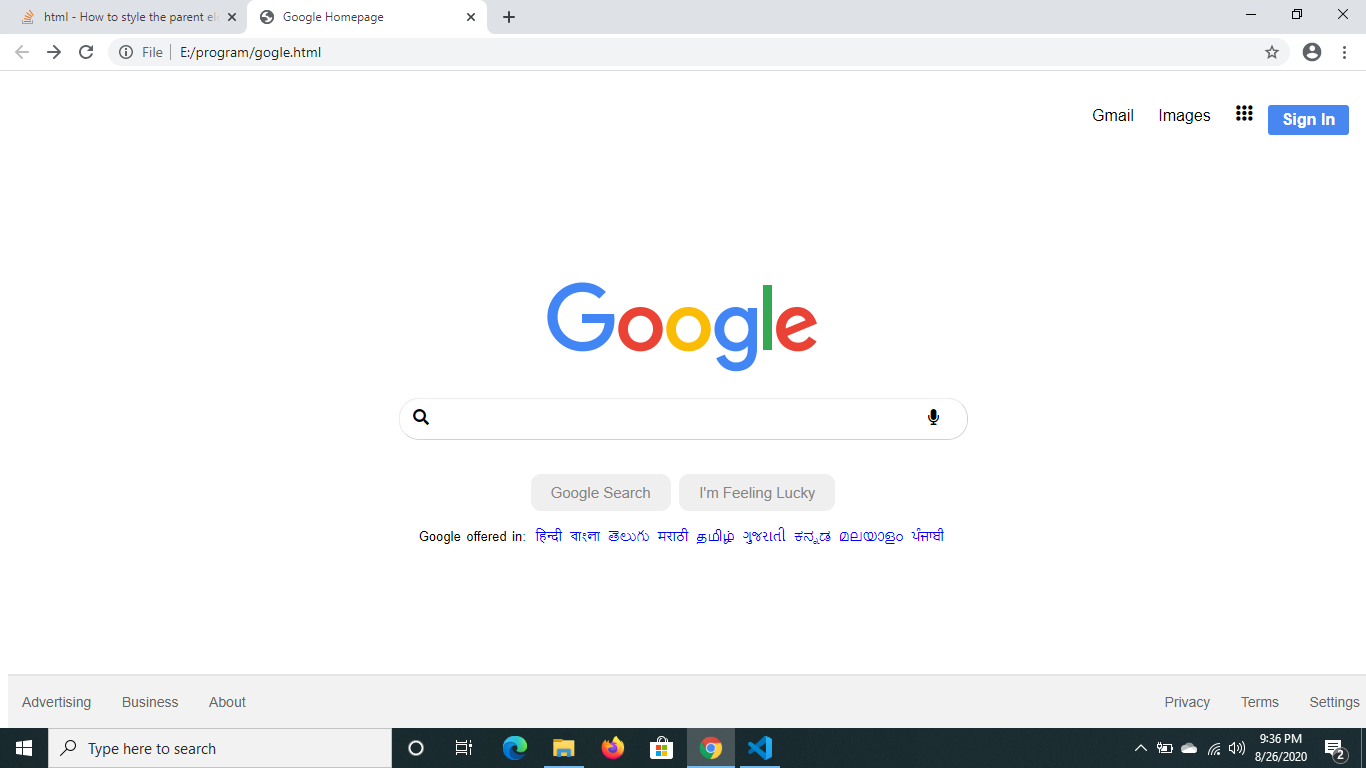 html - How to style the parent el
Google Homepage
File
E:/program/gogle.html
Gmail Images Sign In
Google
Google Search I'm Feeling Lucky
Google offered in: हिन्दी বাংলা తెలుగు मराठी தமிழ் ગુજરાતી ಕನ್ನಡ മലയാളം ਪੰਜਾਬੀ
Advertising Business About Privacy Terms Settings
Type here to search
9:36 PM
8/26/2020
2